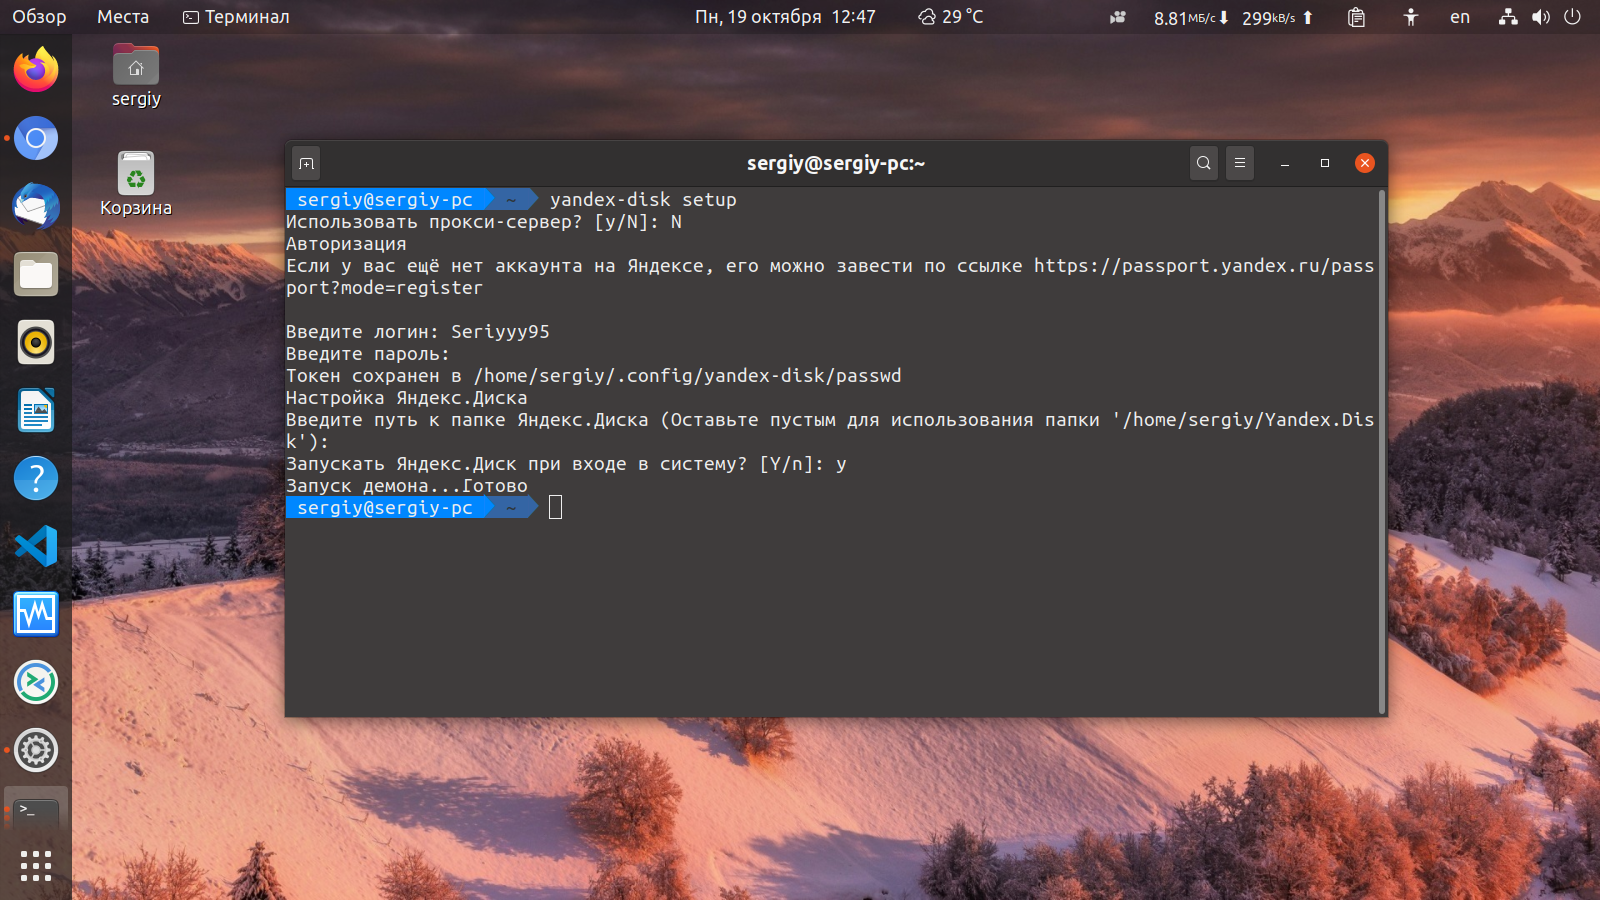 Обзор Места Терминал Пн, 19 октября 12:47 29 °C 8.81МБ/с 299kB/s en
sergiy
Корзина
sergiy@sergiy-pc:~
sergiy@sergiy-pc ~ yandex-disk setup
Использовать прокси-сервер? [y/N]: N
Авторизация
Если у вас ещё нет аккаунта на Яндексе, его можно завести по ссылке https://passport.yandex.ru/pass
port?mode=register
Введите логин: Seriyyy95
Введите пароль:
Токен сохранен в /home/sergiy/.config/yandex-disk/passwd
Настройка Яндекс.Диска
Введите путь к папке Яндекс.Диска (Оставьте пустым для использования папки '/home/sergiy/Yandex.Dis
k'):
Запускать Яндекс.Диск при входе в систему? [Y/n]: y
Запуск демона...Готово
sergiy@sergiy-pc ~